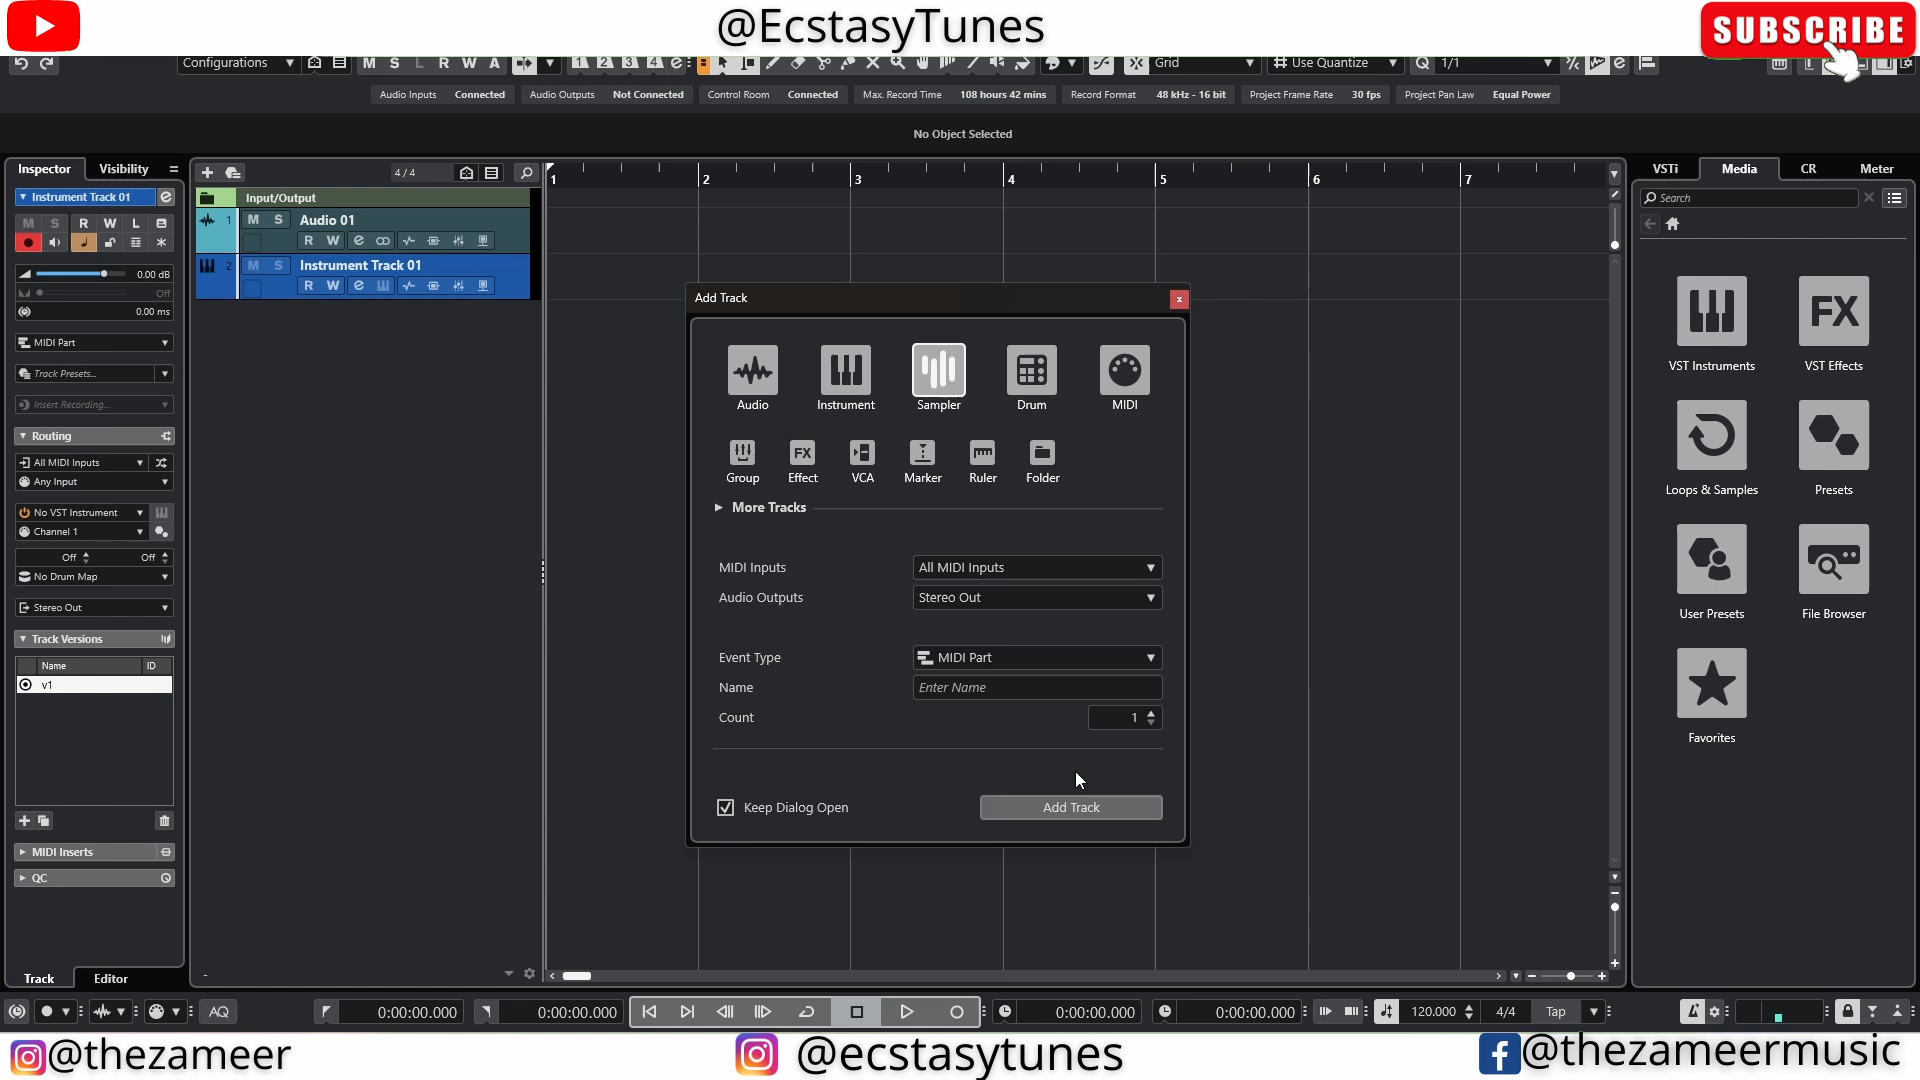 @EcstasyTunes
SUBSCRIBE
Configurations
M S L R W A
1 2 3 4
Grid
Use Quantize
1/1
Audio Inputs Connected
Audio Outputs Not Connected
Control Room Connected
Max. Record Time 108 hours 42 mins
Record Format 48 kHz - 16 bit
Project Frame Rate 30 fps
Project Pan Law Equal Power
No Object Selected
Inspector
Visibility
Instrument Track 01
M S R W L
0.00 dB
Off
0.00 ms
MIDI Part
Track Presets...
Insert Recording...
Routing
All MIDI Inputs
Any Input
No VST Instrument
Channel 1
Off Off
No Drum Map
Stereo Out
Track Versions
Name ID
v1
MIDI Inserts
QC
Track
Editor
4/4
Input/Output
1 M S Audio 01
R W
2 M S Instrument Track 01
R W
1 2 3 4 5 6 7
Add Track
Audio
Instrument
Sampler
Drum
MIDI
Group
FX
Effect
VCA
Marker
Ruler
Folder
More Tracks
MIDI Inputs All MIDI Inputs
Audio Outputs Stereo Out
Event Type MIDI Part
Name Enter Name
Count 1
Keep Dialog Open
Add Track
VSTi
Media
CR
Meter
Search
VST Instruments
FX
VST Effects
Loops & Samples
Presets
User Presets
File Browser
Favorites
AQ
0:00:00.000
0:00:00.000
0:00:00.000
0:00:00.000
120.000
4/4
Tap
@thezameer
@ecstasytunes
@thezameermusic